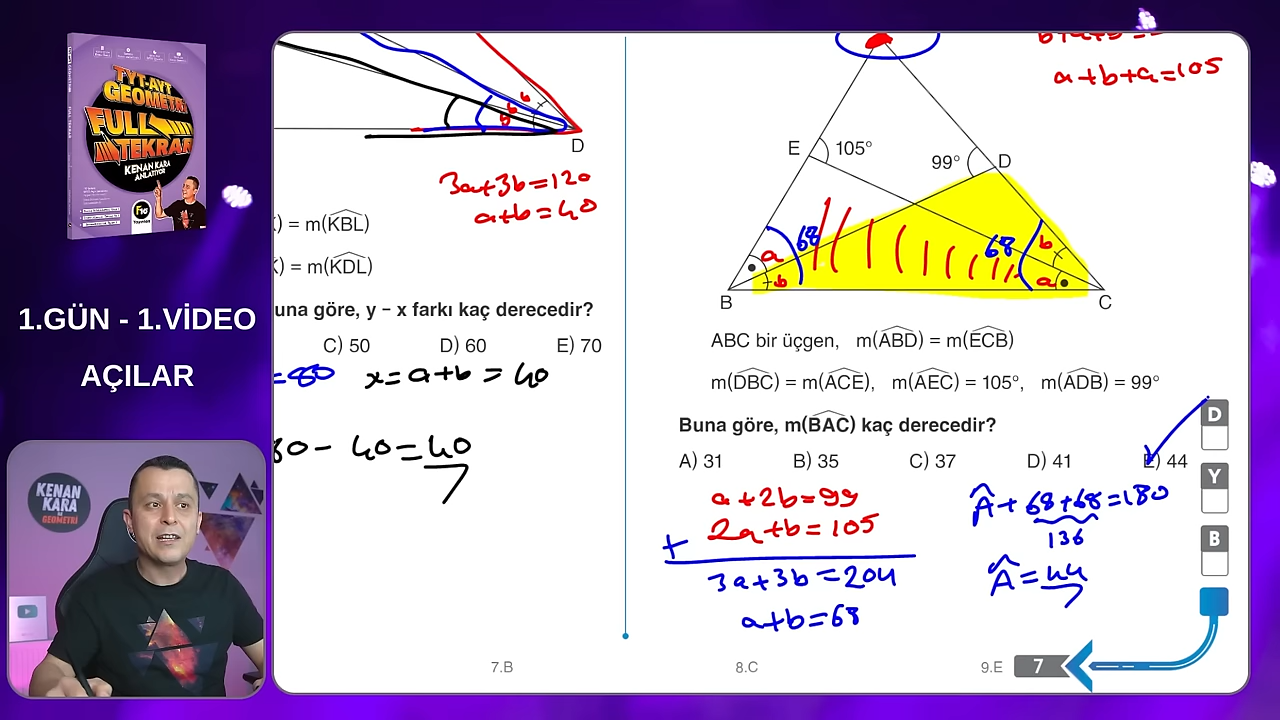 TYT-AYT
GEOMETRİ
FULL
TEKRAR
KENAN KARA
ANLATIYOR
1.GÜN - 1.VİDEO
AÇILAR
KENAN
KARA
GEOMETRİ
D
b
3a+3b=120
a+b=40
) = m(KBL)
) = m(KDL)
una göre, y – x farkı kaç derecedir?
C) 50 D) 60 E) 70
=80 x=a+b=40
80-40=40
a+b+a=105
E 105° 99° D
a 68 68 b
b a
B C
ABC bir üçgen, m(ABD) = m(ECB)
m(DBC) = m(ACE), m(AEC) = 105°, m(ADB) = 99°
Buna göre, m(BAC) kaç derecedir?
A) 31 B) 35 C) 37 D) 41 E) 44
a+2b=99
2a+b=105
+
3a+3b=204
a+b=68
Â+68+68=180
136
Â=44
D
Y
B
7.B 8.C 9.E 7